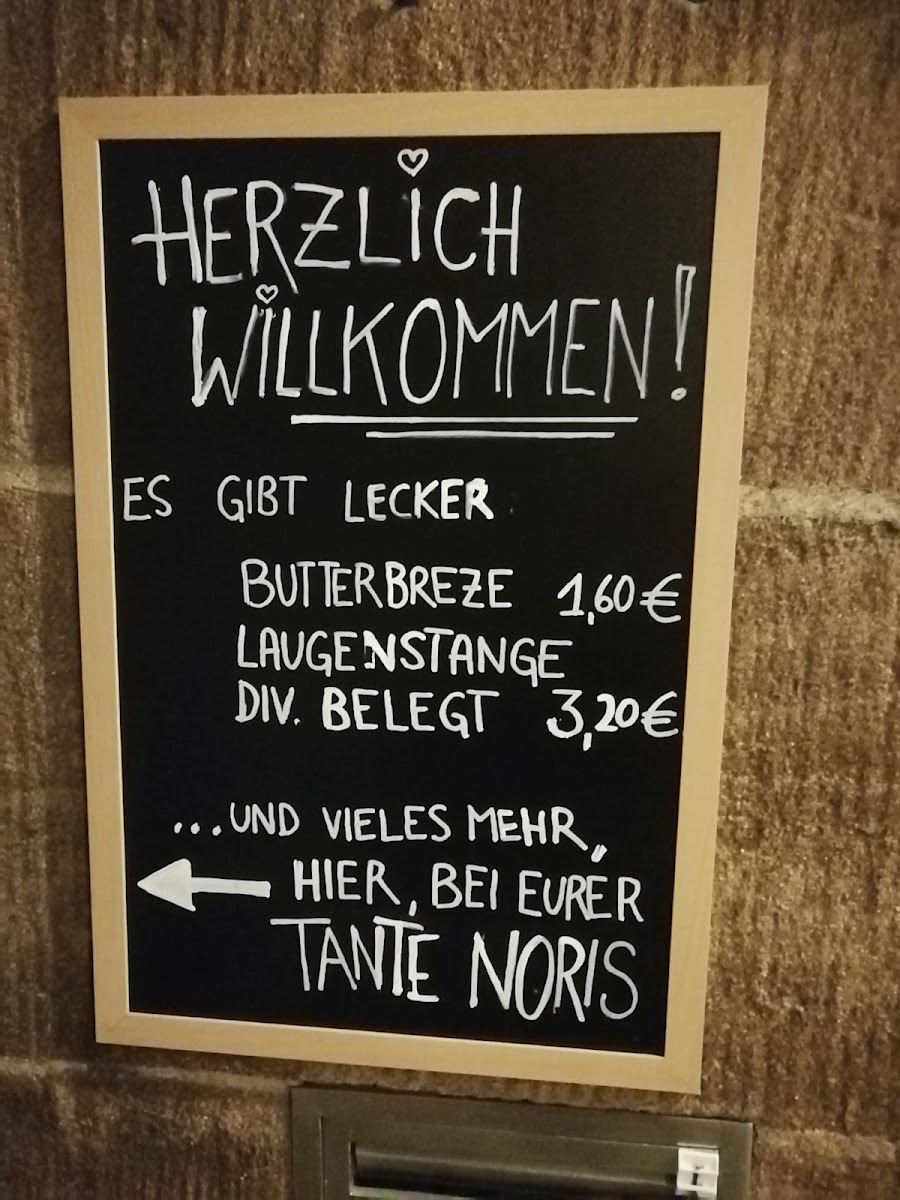 HERZLICH
WILLKOMMEN!
ES GIBT LECKER
BUTTERBREZE 1,60€
LAUGENSTANGE
DIV. BELEGT 3,20€
...UND VIELES MEHR,,
HIER, BEI EURER
TANTE NORIS